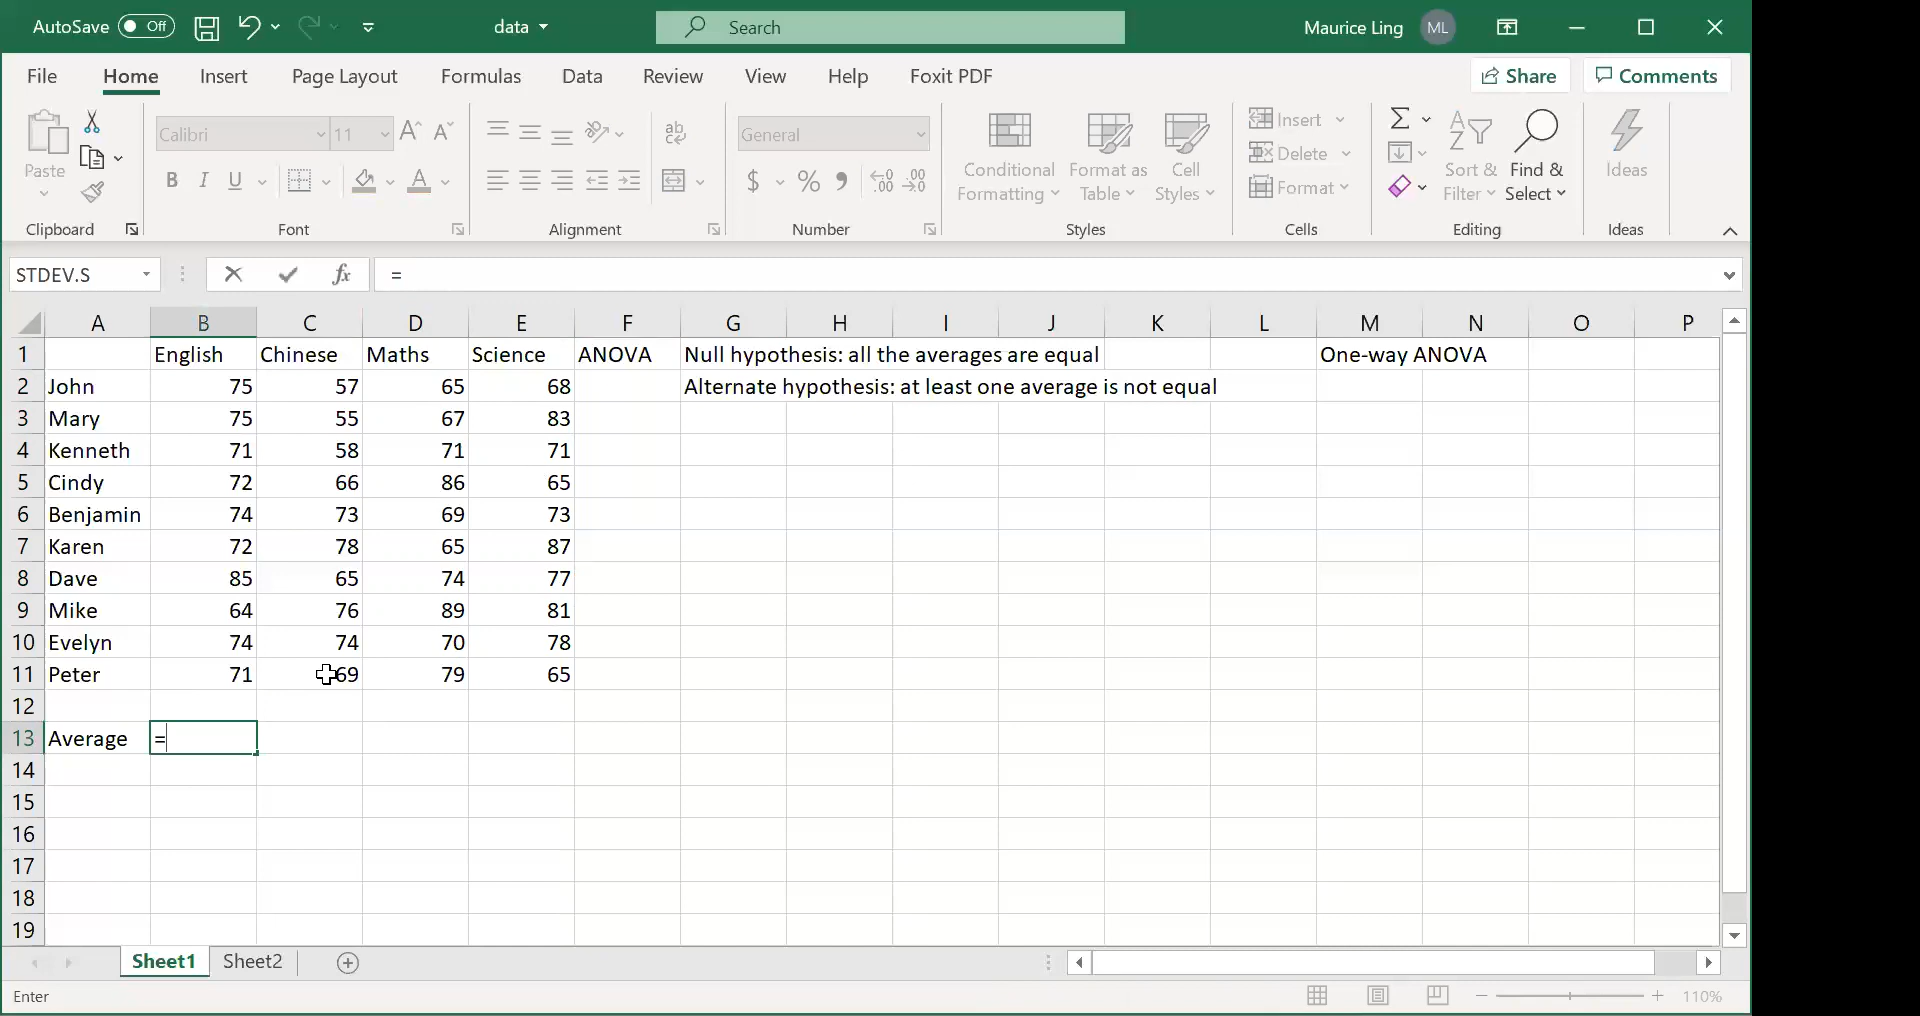 AutoSave Off data Search Maurice Ling ML
File Home Insert Page Layout Formulas Data Review View Help Foxit PDF Share Comments
Paste Calibri 11 General Conditional Formatting Format as Table Cell Styles Insert Delete Format Sort & Filter Find & Select Ideas
B I U A $ %
Clipboard Font Alignment Number Styles Cells Editing Ideas
STDEV.S fx =
A B C D E F G H I J K L M N O P
1 English Chinese Maths Science ANOVA Null hypothesis: all the averages are equal One-way ANOVA
2 John 75 57 65 68 Alternate hypothesis: at least one average is not equal
3 Mary 75 55 67 83
4 Kenneth 71 58 71 71
5 Cindy 72 66 86 65
6 Benjamin 74 73 69 73
7 Karen 72 78 65 87
8 Dave 85 65 74 77
9 Mike 64 76 89 81
10 Evelyn 74 74 70 78
11 Peter 71 69 79 65
12
13 Average =
14
15
16
17
18
19
Sheet1 Sheet2
Enter 110%